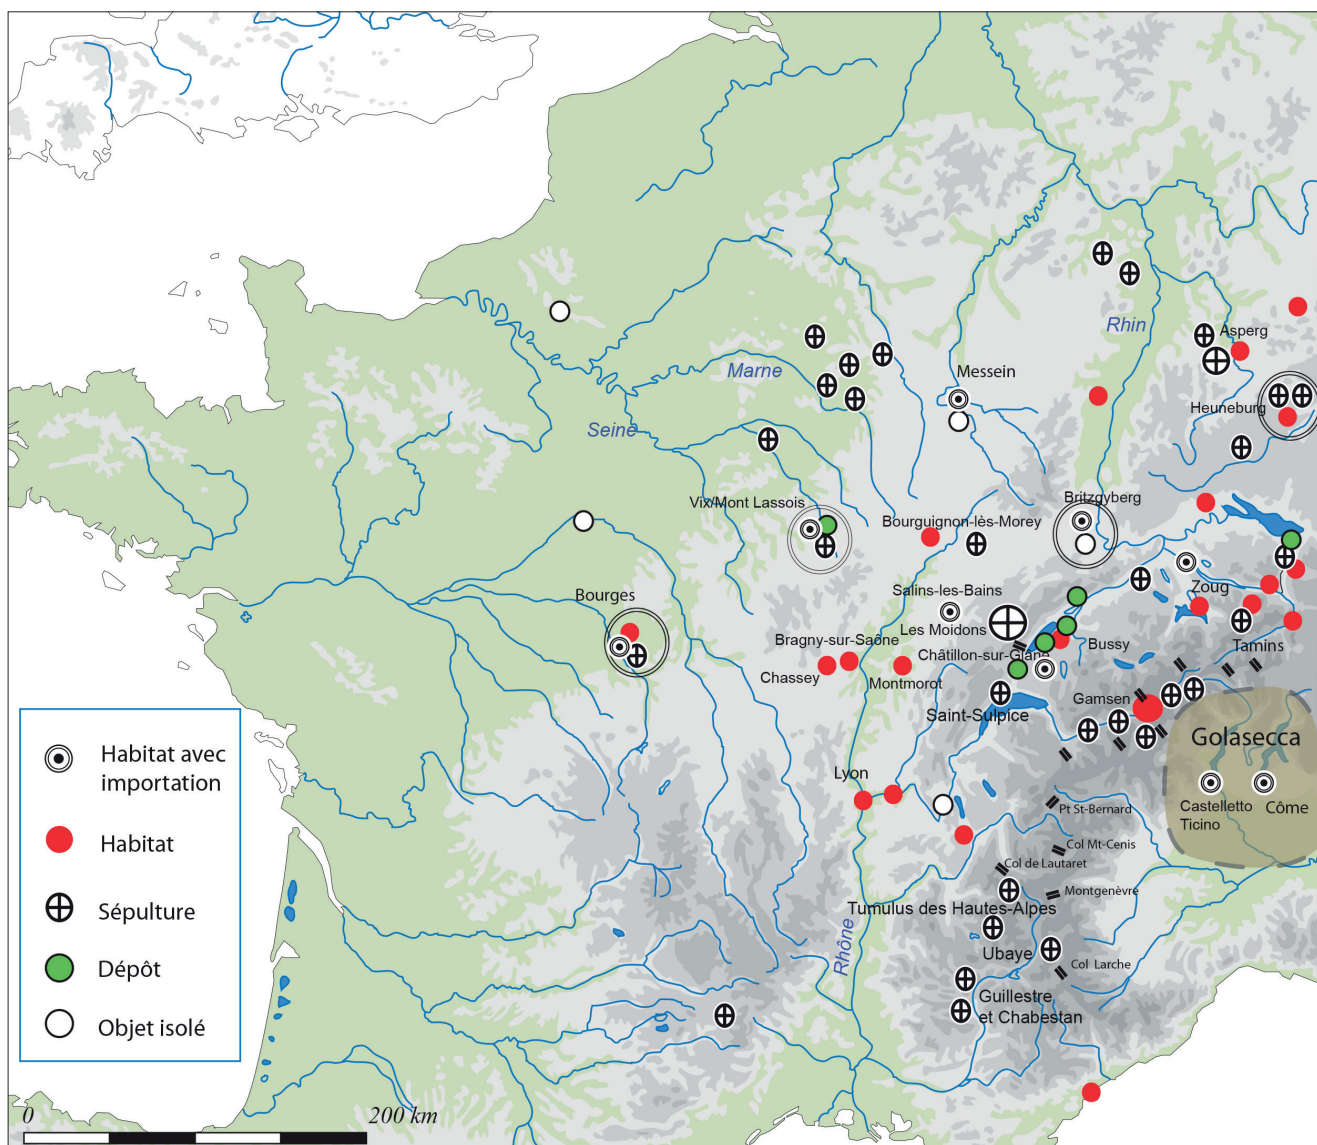 Rhin
Asperg
Marne
Messein
Heuneburg
Seine
Vix/Mont Lassois
Britzgyberg
Bourguignon-lès-Morey
Salins-les-Bains
Zoug
Bourges
Les Moidons
Bragny-sur-Saône
Bussy
Tamins
Châtillon-sur-Glâne
Chassey
Montmorot
Gamsen
Saint-Sulpice
Golasecca
Lyon
Castelletto
Ticino
Côme
Pt St-Bernard
Col Mt-Cenis
Col de Lautaret
Montgenèvre
Tumulus des Hautes-Alpes
Rhône
Ubaye
Col Larche
Guillestre
et Chabestan
Habitat avec
importation
Habitat
Sépulture
Dépôt
Objet isolé
0
200 km